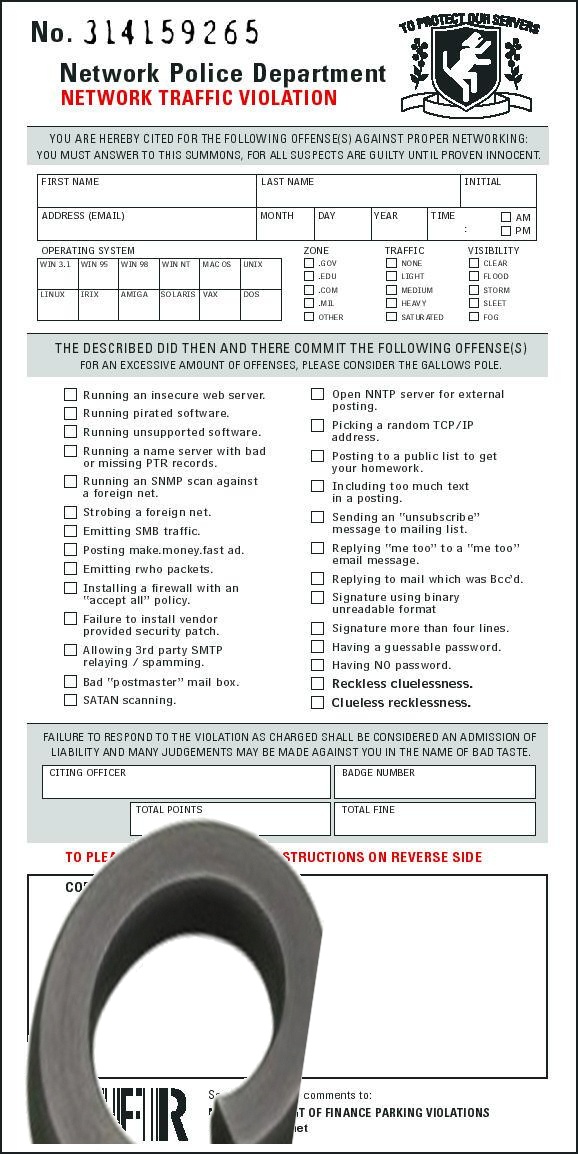 No. 314159265
TO PROTECT OUR SERVERS
Network Police Department
NETWORK TRAFFIC VIOLATION
YOU ARE HEREBY CITED FOR THE FOLLOWING OFFENSE(S) AGAINST PROPER NETWORKING:
YOU MUST ANSWER TO THIS SUMMONS, FOR ALL SUSPECTS ARE GUILTY UNTIL PROVEN INNOCENT.
FIRST NAME LAST NAME INITIAL
ADDRESS (EMAIL) MONTH DAY YEAR TIME : AM
PM
OPERATING SYSTEM ZONE TRAFFIC VISIBILITY
WIN 3.1 WIN 95 WIN 98 WIN NT MAC OS UNIX .GOV NONE CLEAR
.EDU LIGHT FLOOD
LINUX IRIX AMIGA SOLARIS VAX DOS .COM MEDIUM STORM
.MIL HEAVY SLEET
OTHER SATURATED FOG
THE DESCRIBED DID THEN AND THERE COMMIT THE FOLLOWING OFFENSE(S)
FOR AN EXCESSIVE AMOUNT OF OFFENSES, PLEASE CONSIDER THE GALLOWS POLE.
Running an insecure web server.
Running pirated software.
Running unsupported software.
Running a name server with bad
or missing PTR records.
Running an SNMP scan against
a foreign net.
Strobing a foreign net.
Emitting SMB traffic.
Posting make.money.fast ad.
Emitting rwho packets.
Installing a firewall with an
"accept all" policy.
Failure to install vendor
provided security patch.
Allowing 3rd party SMTP
relaying / spamming.
Bad "postmaster" mail box.
SATAN scanning.
Open NNTP server for external
posting.
Picking a random TCP/IP
address.
Posting to a public list to get
your homework.
Including too much text
in a posting.
Sending an "unsubscribe"
message to mailing list.
Replying "me too" to a "me too"
email message.
Replying to mail which was Bcc'd.
Signature using binary
unreadable format
Signature more than four lines.
Having a guessable password.
Having NO password.
Reckless cluelessness.
Clueless recklessness.
FAILURE TO RESPOND TO THE VIOLATION AS CHARGED SHALL BE CONSIDERED AN ADMISSION OF
LIABILITY AND MANY JUDGEMENTS MAY BE MADE AGAINST YOU IN THE NAME OF BAD TASTE.
CITING OFFICER BADGE NUMBER
TOTAL POINTS TOTAL FINE
TO ON REVERSE SIDE
comments to:
OF FINANCE PARKING VIOLATIONS